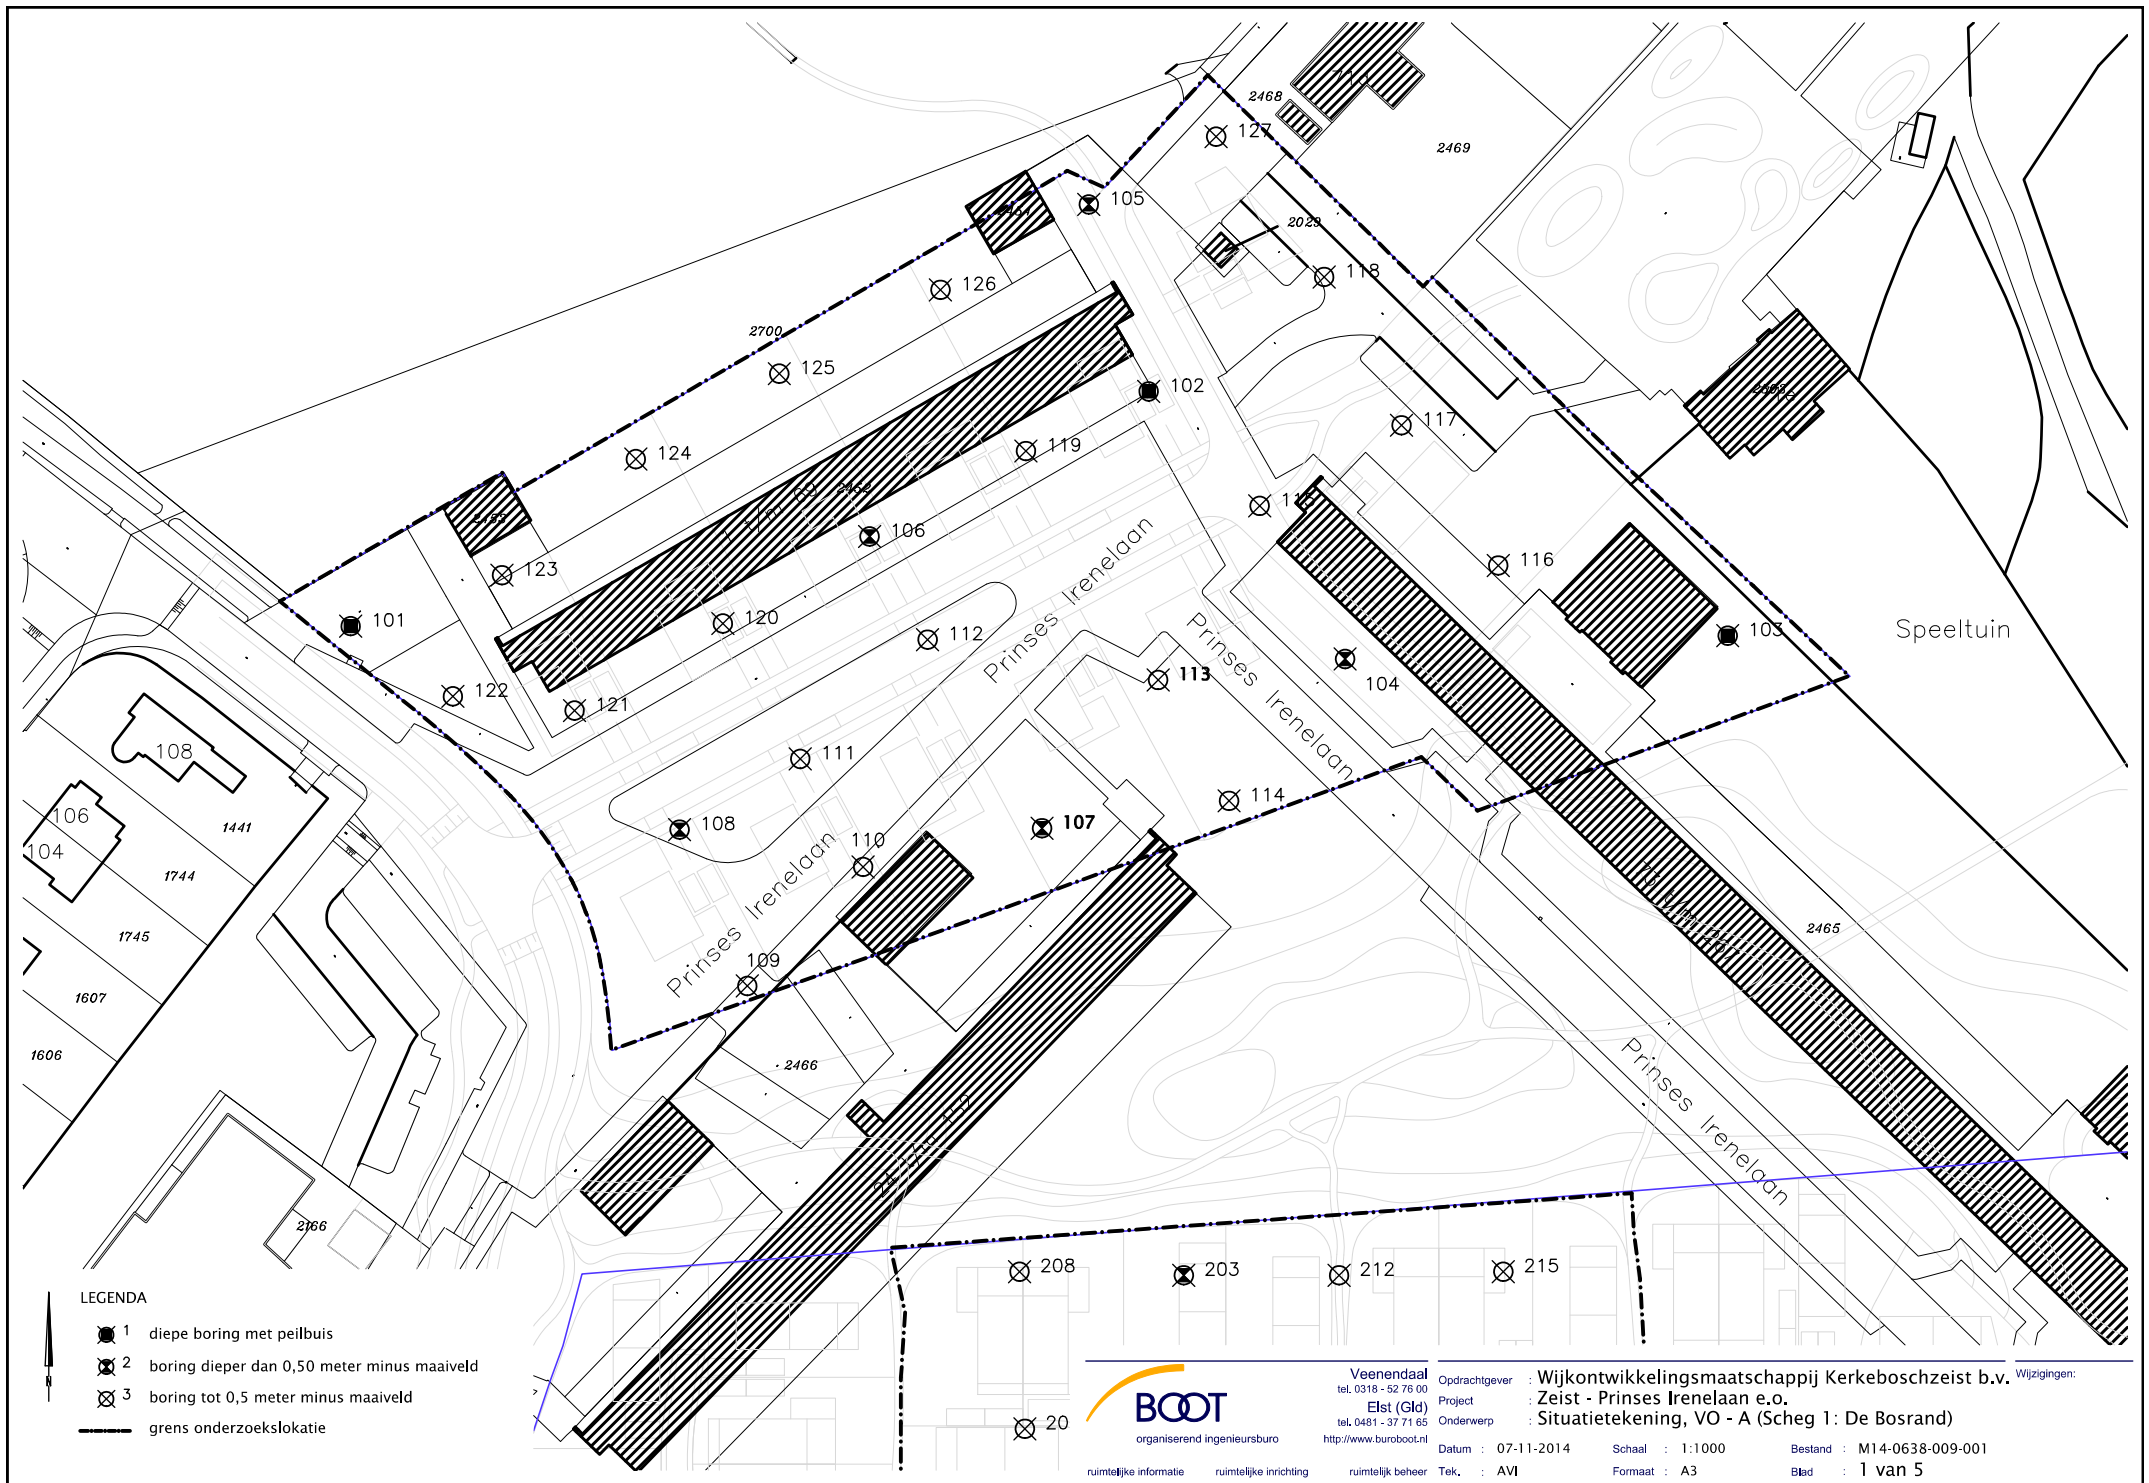 2468
127
2469
105
2029
118
126
2700
125
102
117
119
124
2462
106
115
Prinses Irenelaan
116
123
101
120
112
103
Speeltuin
113
Prinses Irenelaan
104
122
121
108
111
106
1441
108
107
114
104
110
1744
Prinses Irenelaan
2465
1745
109
1607
1606
2466
Prinses Irenelaan
2166
208
203
212
215
20
LEGENDA
1 diepe boring met peilbuis
2 boring dieper dan 0,50 meter minus maaiveld
3 boring tot 0,5 meter minus maaiveld
grens onderzoekslokatie
N
BOOT
organiserend ingenieursburo
Veenendaal
tel. 0318 - 52 76 00
Elst (Gld)
tel. 0481 - 37 71 65
http://www.buroboot.nl
ruimtelijke informatie ruimtelijke inrichting ruimtelijk beheer
Opdrachtgever : Wijkontwikkelingsmaatschappij Kerkeboschzeist b.v.
Project : Zeist - Prinses Irenelaan e.o.
Onderwerp : Situatietekening, VO - A (Scheg 1: De Bosrand)
Datum : 07-11-2014 Schaal : 1:1000 Bestand : M14-0638-009-001
Tek. : AVI Formaat : A3 Blad : 1 van 5
Wijzigingen: